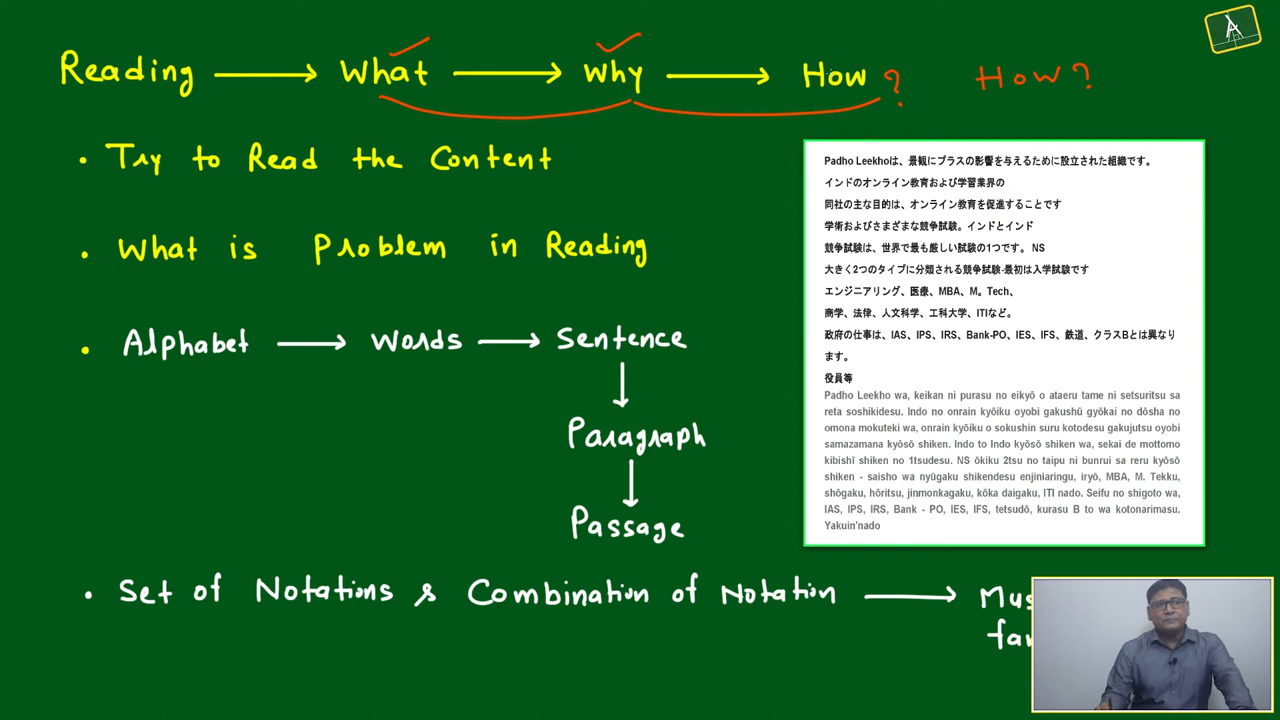 Reading → What → Why → How ? How ?
• Try to Read the Content
• What is Problem in Reading
• Alphabet → Words → Sentence
Paragraph
Passage
• Set of Notations & Combination of Notation →
Padho Leekhoは、景観にプラスの影響を与えるために設立された組織です。
インドのオンライン教育および学習業界の
同社の主な目的は、オンライン教育を促進することです
学術およびさまざまな競争試験。インドとインド
競争試験は、世界で最も厳しい試験の1つです。 NS
大きく2つのタイプに分類される競争試験-最初は入学試験です
エンジニアリング、医療、MBA、M。Tech、
商学、法律、人文科学、工科大学、ITIなど。
政府の仕事は、IAS、IPS、IRS、Bank-PO、IES、IFS、鉄道、クラスBとは異なり
ます。
役員等
Padho Leekho wa, keikan ni purasu no eikyō o ataeru tame ni setsuritsu sa
reta soshikidesu. Indo no onrain kyōiku oyobi gakushū gyōkai no dōsha no
omona mokuteki wa, onrain kyōiku o sokushin suru kotodesu gakujutsu oyobi
samazamana kyōsō shiken. Indo to Indo kyōsō shiken wa, sekai de mottomo
kibishī shiken no 1tsudesu. NS ōkiku 2tsu no taipu ni bunrui sa reru kyōsō
shiken - saisho wa nyūgaku shikendesu enjiniaringu, iryō, MBA, M. Tekku,
shōgaku, hōritsu, jinmonkagaku, kōka daigaku, ITI nado. Seifu no shigoto wa,
IAS, IPS, IRS, Bank - PO, IES, IFS, tetsudō, kurasu B to wa kotonarimasu.
Yakuin'nado